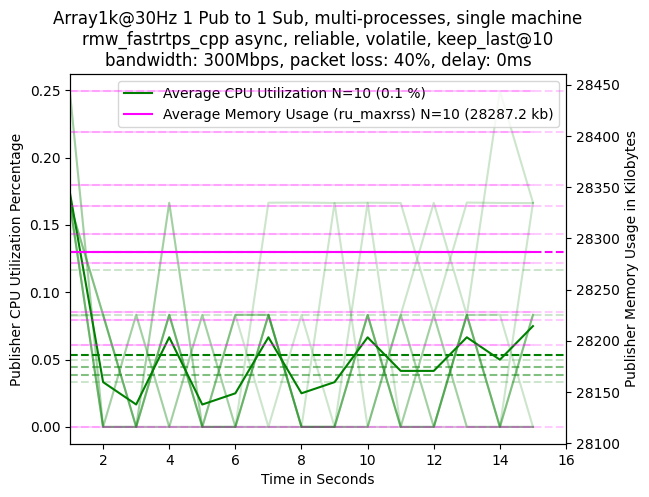 Array1k@30Hz 1 Pub to 1 Sub, multi-processes, single machine
rmw_fastrtps_cpp async, reliable, volatile, keep_last@10
bandwidth: 300Mbps, packet loss: 40%, delay: 0ms
Average CPU Utilization N=10 (0.1 %)
Average Memory Usage (ru_maxrss) N=10 (28287.2 kb)
Publisher CPU Utilization Percentage
0.25
0.20
0.15
0.10
0.05
0.00
28450
28400
28350
28300
28250
28200
28150
28100
Publisher Memory Usage in Kilobytes
2 4 6 8 10 12 14 16
Time in Seconds